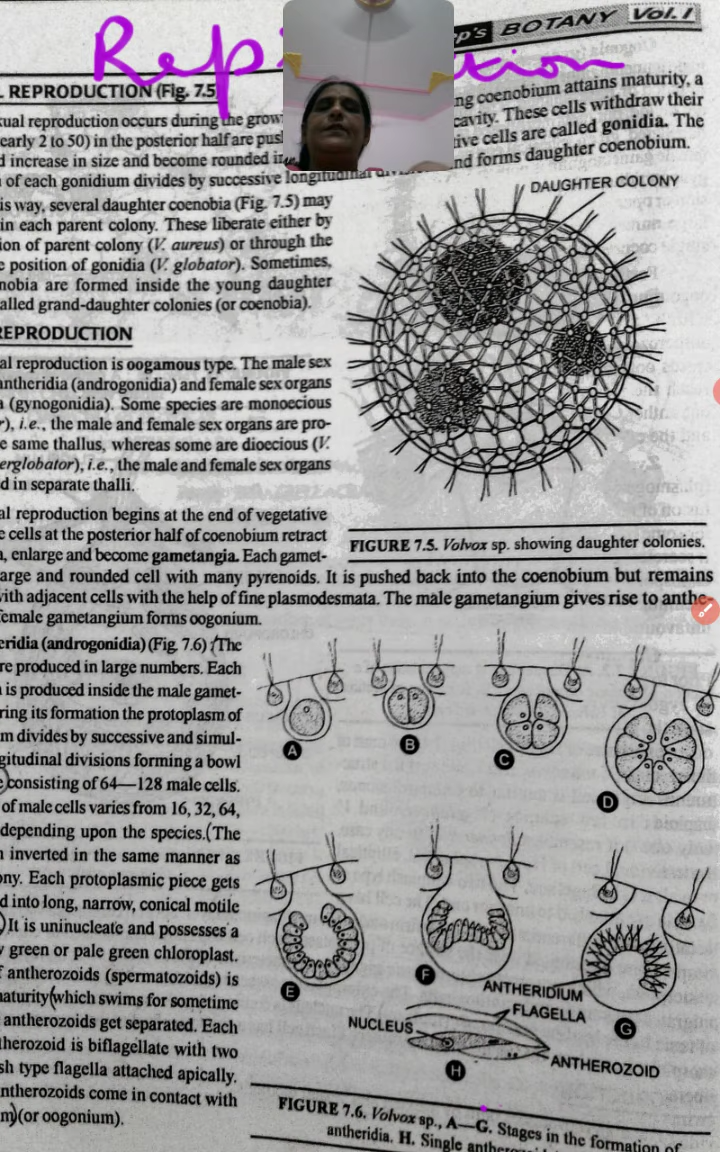 p's BOTANY Vol. I
L REPRODUCTION (Fig. 7.5
xual reproduction occurs during the grow ng coenobium attains maturity, a
early 2 to 50) in the posterior half are pus cavity. These cells withdraw their
d increase in size and become rounded in ive cells are called gonidia. The
of each gonidium divides by successive longitudinal nd forms daughter coenobium.
is way, several daughter coenobia (Fig. 7.5) may
in each parent colony. These liberate either by
ion of parent colony (V. aureus) or through the
e position of gonidia (V. globator). Sometimes,
nobia are formed inside the young daughter
alled grand-daughter colonies (or coenobia).
DAUGHTER COLONY
REPRODUCTION
al reproduction is oogamous type. The male sex
antheridia (androgonidia) and female sex organs
a (gynogonidia). Some species are monoecious
r), i.e., the male and female sex organs are pro-
e same thallus, whereas some are dioecious (V.
erglobator), i.e., the male and female sex organs
d in separate thalli.
al reproduction begins at the end of vegetative
e cells at the posterior half of coenobium retract
, enlarge and become gametangia. Each gamet-
FIGURE 7.5. Volvox sp. showing daughter colonies.
arge and rounded cell with many pyrenoids. It is pushed back into the coenobium but remains
with adjacent cells with the help of fine plasmodesmata. The male gametangium gives rise to anthe-
female gametangium forms oogonium.
eridia (androgonidia) (Fig. 7.6) : The
re produced in large numbers. Each
is produced inside the male gamet-
ring its formation the protoplasm of
m divides by successive and simul-
gitudinal divisions forming a bowl
e consisting of 64—128 male cells.
of male cells varies from 16, 32, 64,
depending upon the species. (The
n inverted in the same manner as
ony. Each protoplasmic piece gets
d into long, narrow, conical motile
) It is uninucleate and possesses a
w green or pale green chloroplast.
f antherozoids (spermatozoids) is
maturity (which swims for sometime
antherozoids get separated. Each
therozoid is biflagellate with two
sh type flagella attached apically.
antherozoids come in contact with
m) (or oogonium).
A
B
C
D
E
F
G
ANTHERIDIUM
FLAGELLA
NUCLEUS
H
ANTHEROZOID
FIGURE 7.6. Volvox sp., A—G. Stages in the formation of
antheridia. H. Single anthero